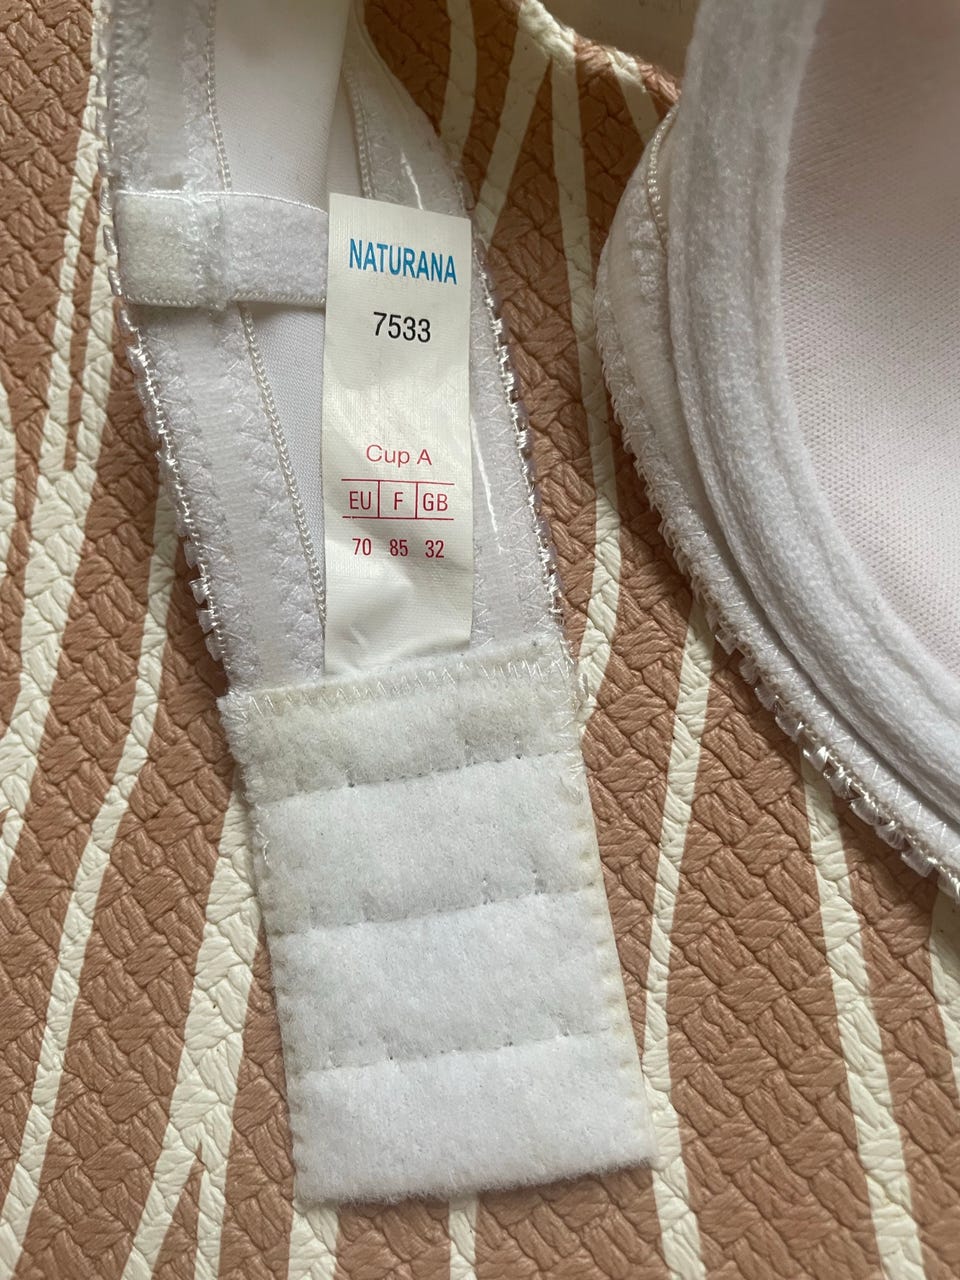 NATURANA
7533
Cup A
EU F GB
70 85 32